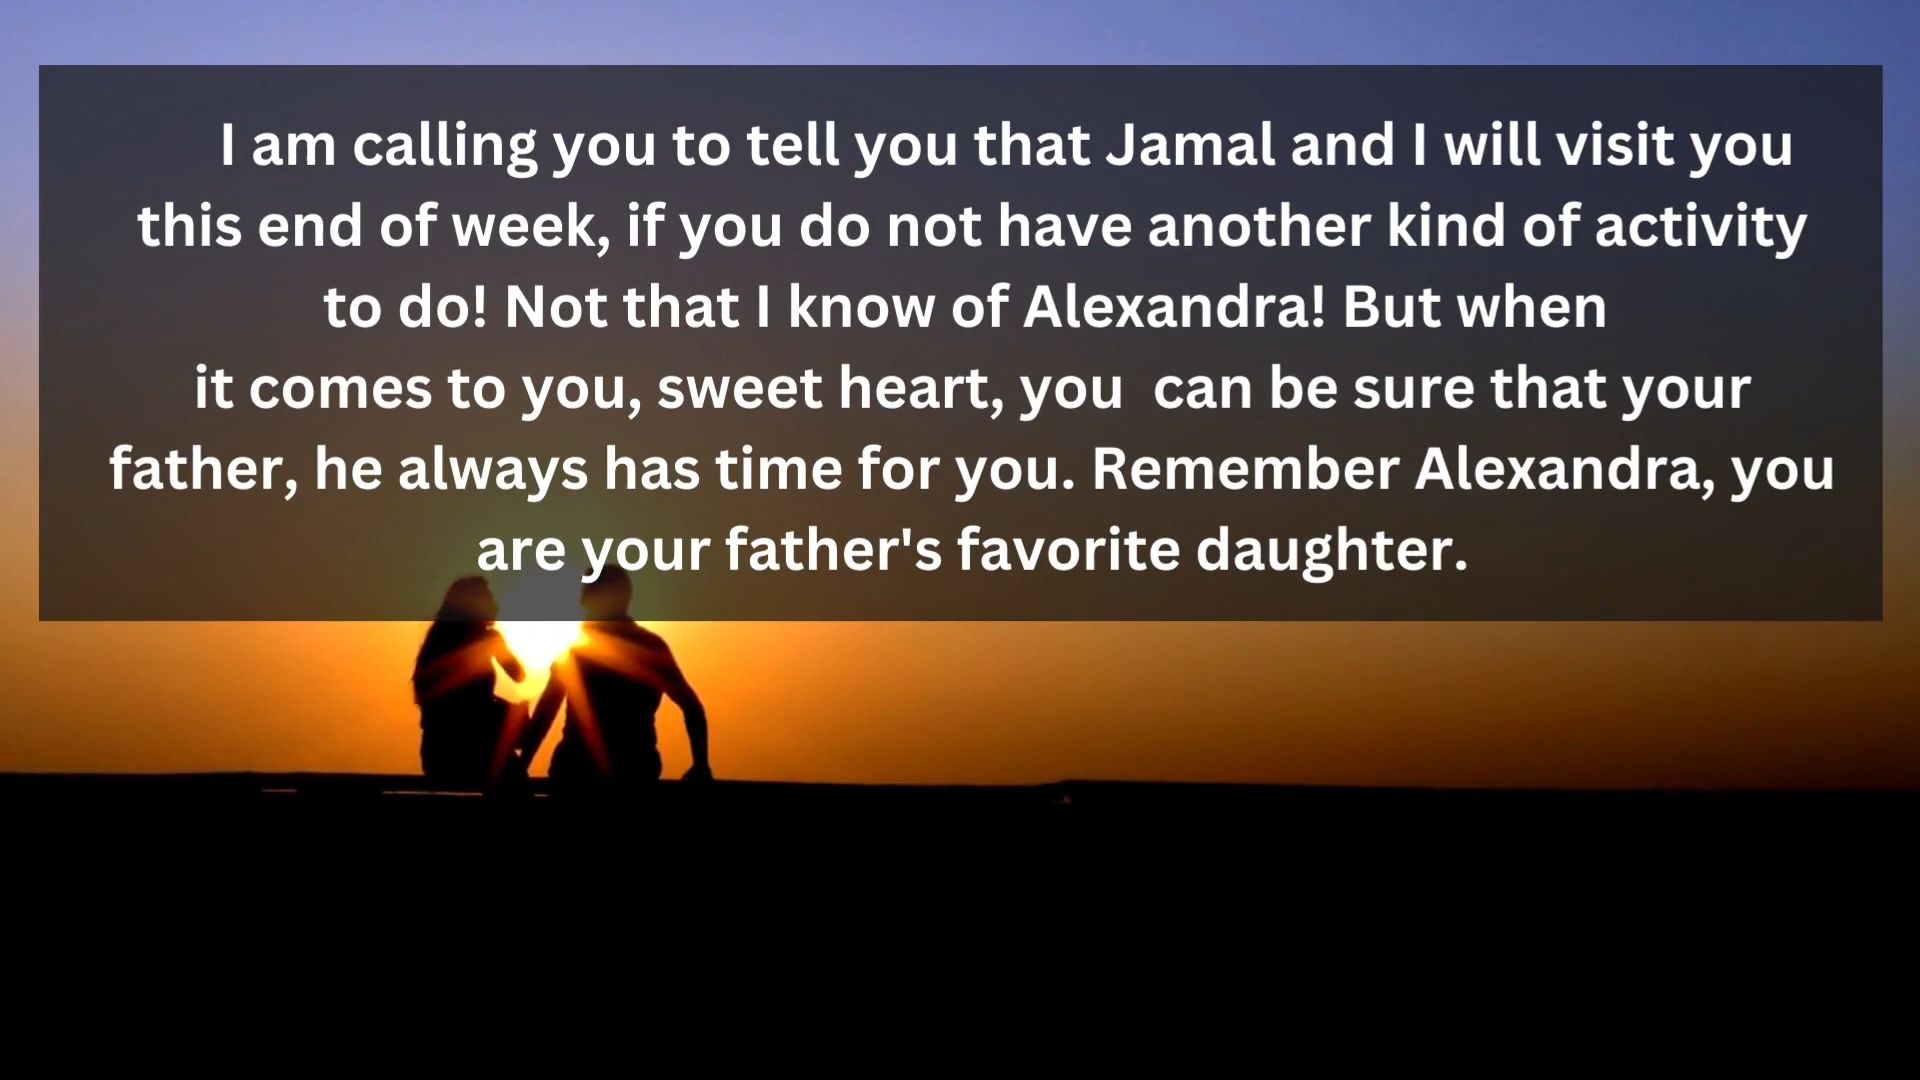 I am calling you to tell you that Jamal and I will visit you
this end of week, if you do not have another kind of activity
to do! Not that I know of Alexandra! But when
it comes to you, sweet heart, you  can be sure that your
father, he always has time for you. Remember Alexandra, you
are your father's favorite daughter.